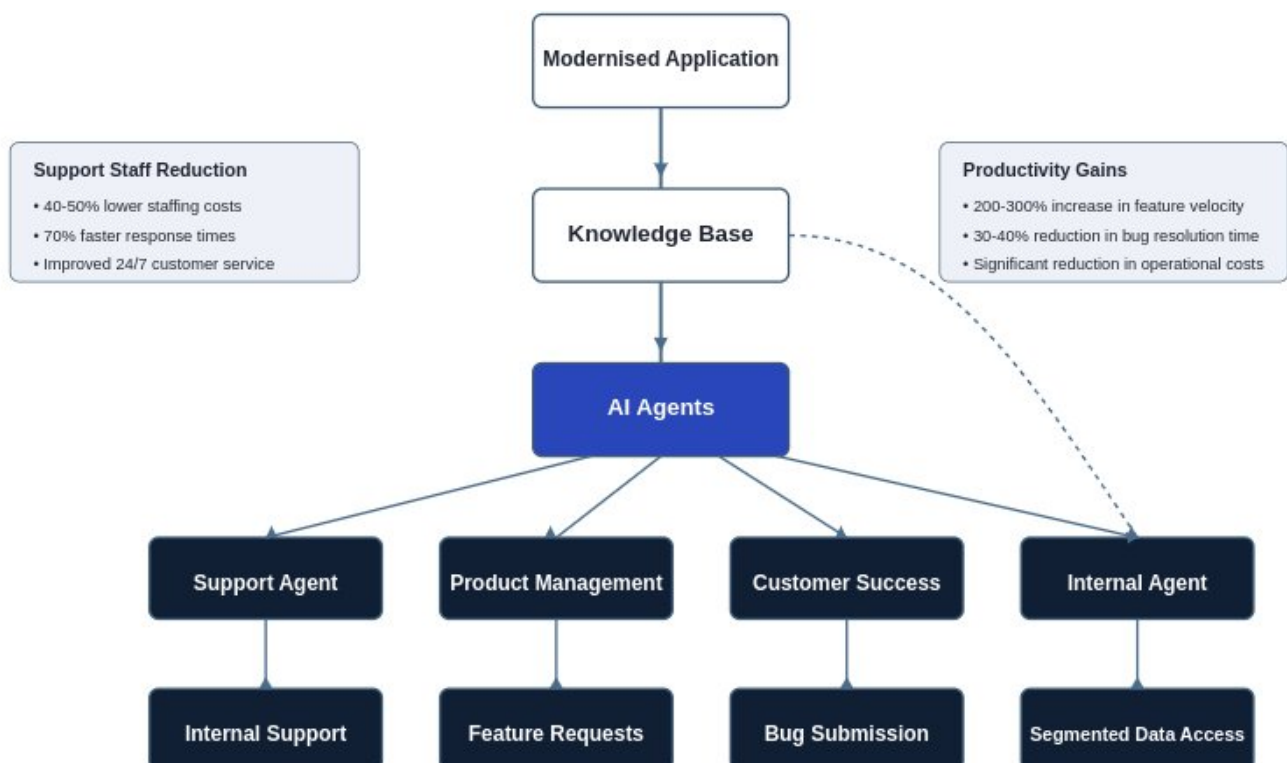 Modernised Application
Support Staff Reduction
• 40-50% lower staffing costs
• 70% faster response times
• Improved 24/7 customer service
Productivity Gains
• 200-300% increase in feature velocity
• 30-40% reduction in bug resolution time
• Significant reduction in operational costs
Knowledge Base
AI Agents
Support Agent
Product Management
Customer Success
Internal Agent
Internal Support
Feature Requests
Bug Submission
Segmented Data Access